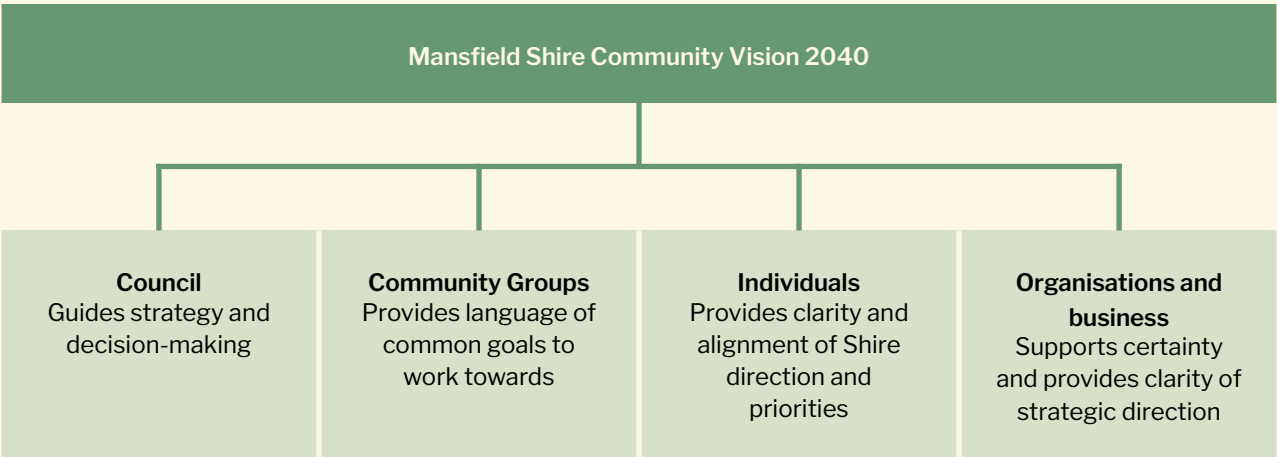 Mansfield Shire Community Vision 2040
Council
Guides strategy and
decision-making
Community Groups
Provides language of
common goals to
work towards
Individuals
Provides clarity and
alignment of Shire
direction and
priorities
Organisations and
business
Supports certainty
and provides clarity of
strategic direction